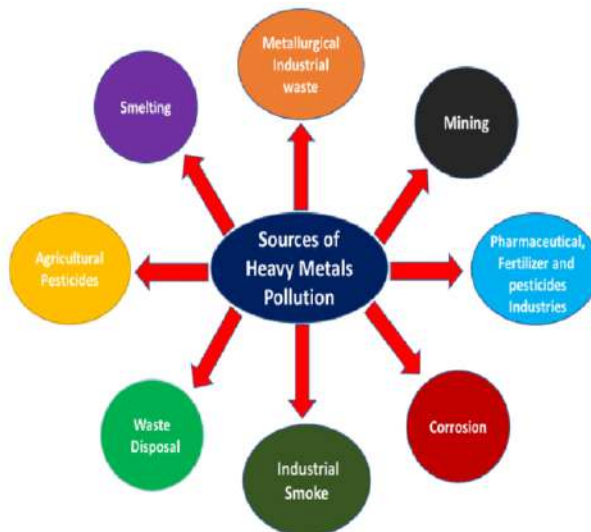 Metallurgical
Industrial
waste
Smelting
Mining
Sources of
Heavy Metals
Pollution
Agricultural
Pesticides
Pharmaceutical,
Fertilizer and
pesticides
Industries
Waste
Disposal
Corrosion
Industrial
Smoke